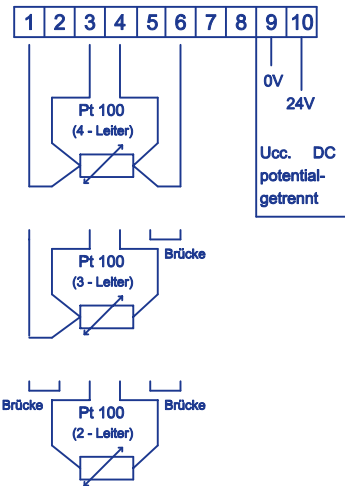 1 2 3 4 5 6 7 8 9 10
0V
24V
Pt 100
(4 - Leiter)
Ucc. DC
potential-
getrennt
Brücke
Pt 100
(3 - Leiter)
Brücke
Brücke
Pt 100
(2 - Leiter)